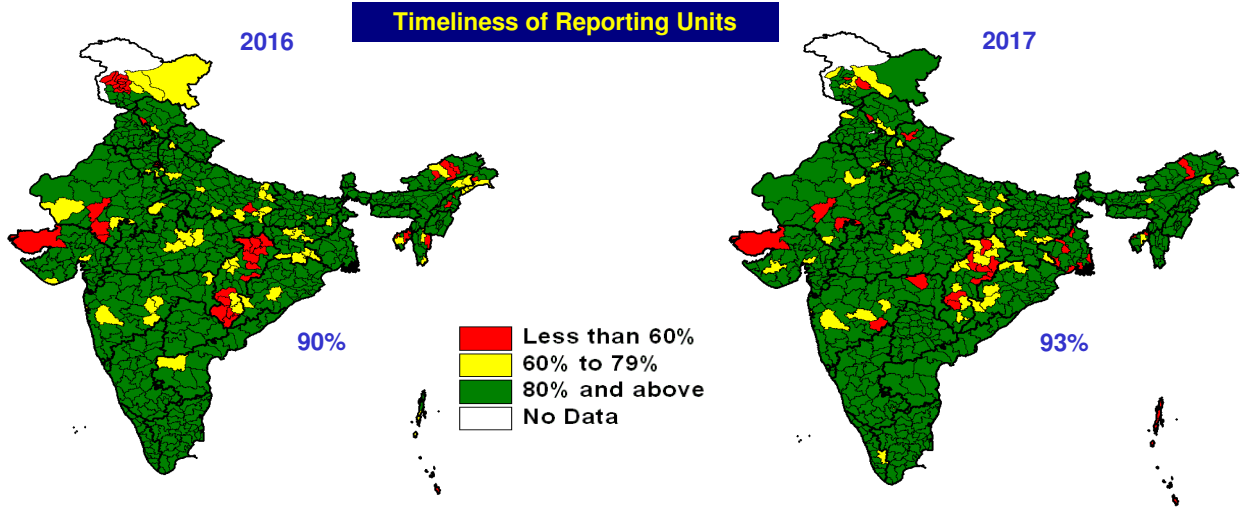 Timeliness of Reporting Units
2016
2017
90%
93%
Less than 60%
60% to 79%
80% and above
No Data